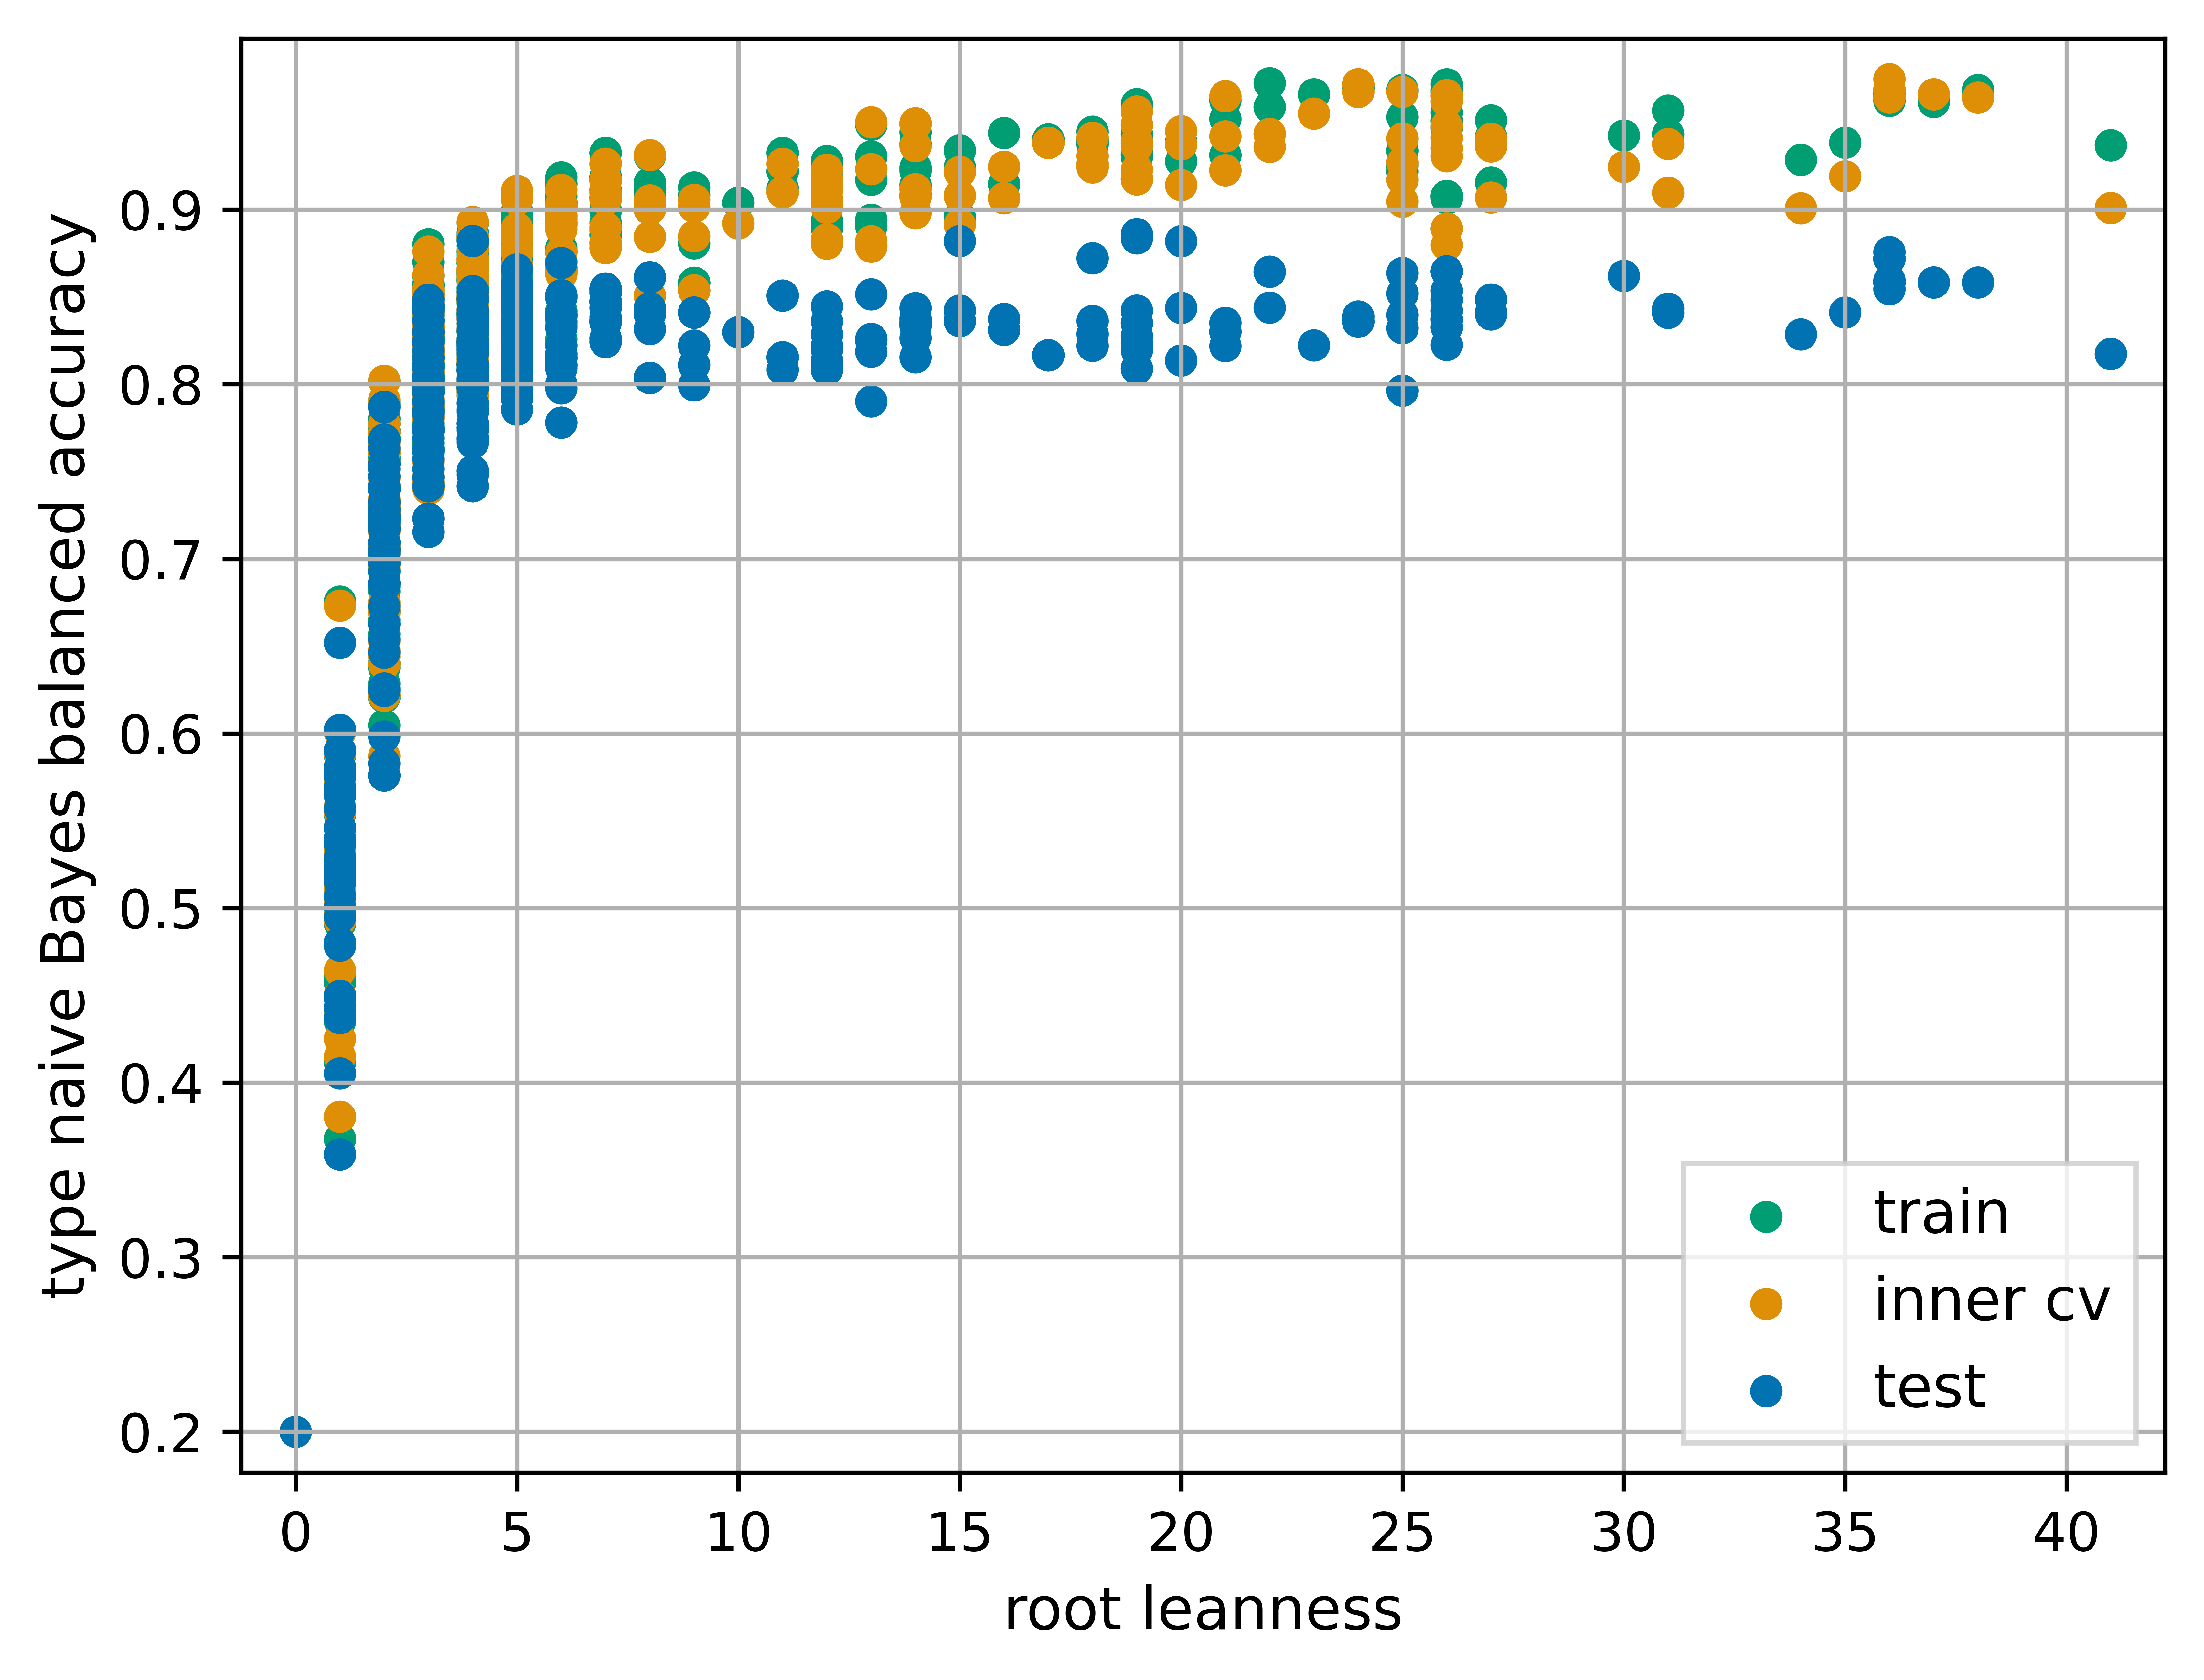 type naive Bayes balanced accuracy
0.9
0.8
0.7
0.6
0.5
0.4
0.3
0.2
train
inner cv
test
0 5 10 15 20 25 30 35 40
root leanness